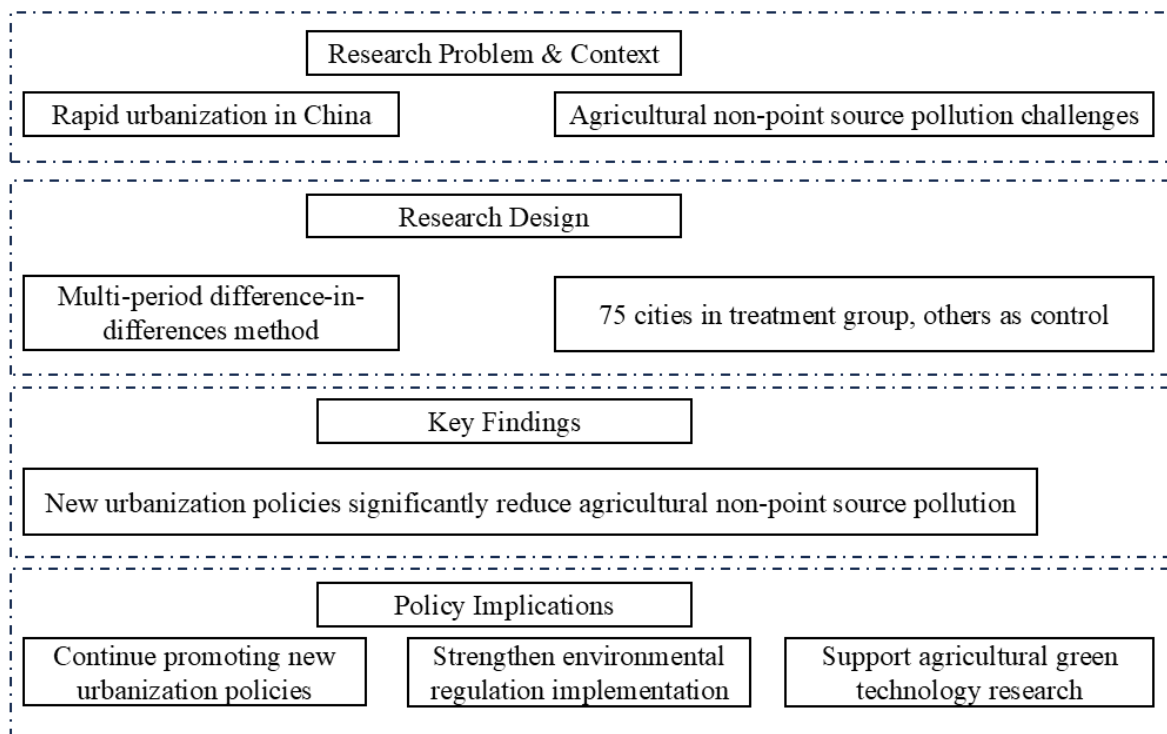 Research Problem & Context
Rapid urbanization in China
Agricultural non-point source pollution challenges
Research Design
Multi-period difference-in-
differences method
75 cities in treatment group, others as control
Key Findings
New urbanization policies significantly reduce agricultural non-point source pollution
Policy Implications
Continue promoting new
urbanization policies
Strengthen environmental
regulation implementation
Support agricultural green
technology research